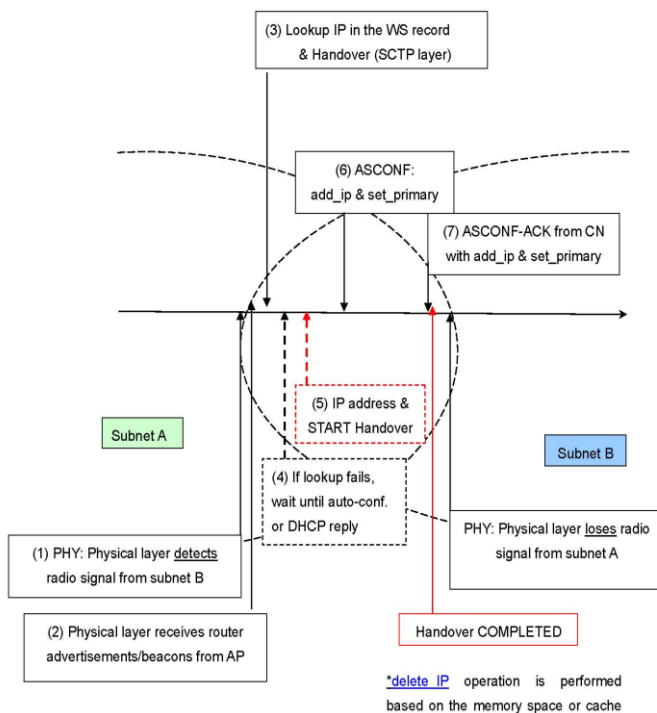 (3) Lookup IP in the WS record
& Handover (SCTP layer)
(6) ASCONF:
add_ip & set_primary
(7) ASCONF-ACK from CN
with add_ip & set_primary
(5) IP address &
START Handover
Subnet A
Subnet B
(4) If lookup fails,
wait until auto-conf.
or DHCP reply
PHY: Physical layer loses radio
signal from subnet A
(1) PHY: Physical layer detects
radio signal from subnet B
(2) Physical layer receives router
advertisements/beacons from AP
Handover COMPLETED
*delete IP operation is performed
based on the memory space or cache